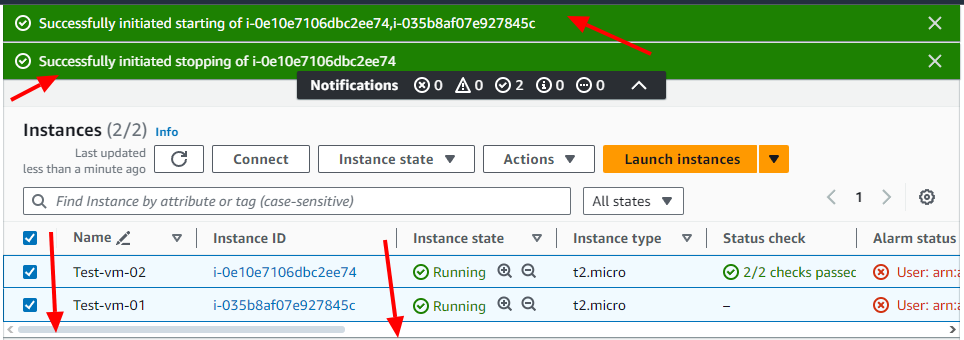 Successfully initiated starting of i-0e10e7106dbc2ee74,i-035b8af07e927845c
Successfully initiated stopping of i-0e10e7106dbc2ee74
Notifications 0 0 2 0 0
Instances (2/2) Info
Last updated
less than a minute ago
Connect
Instance state
Actions
Launch instances
Find Instance by attribute or tag (case-sensitive)
All states
1
Name Instance ID Instance state Instance type Status check Alarm status
Test-vm-02 i-0e10e7106dbc2ee74 Running t2.micro 2/2 checks passec User: arn:a
Test-vm-01 i-035b8af07e927845c Running t2.micro – User: arn:a